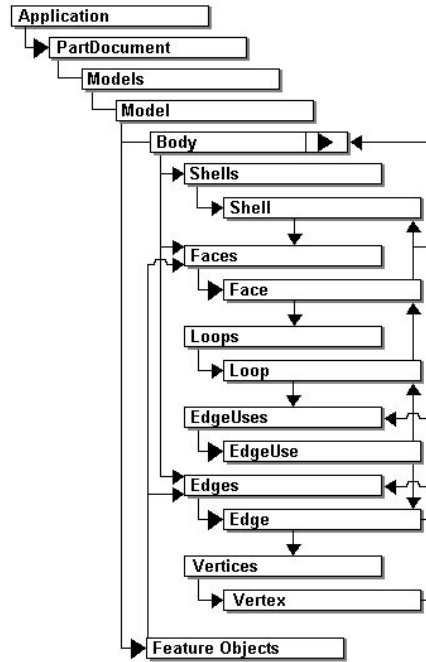 Application
PartDocument
Models
Model
Body
Shells
Shell
Faces
Face
Loops
Loop
EdgeUses
EdgeUse
Edges
Edge
Vertices
Vertex
Feature Objects